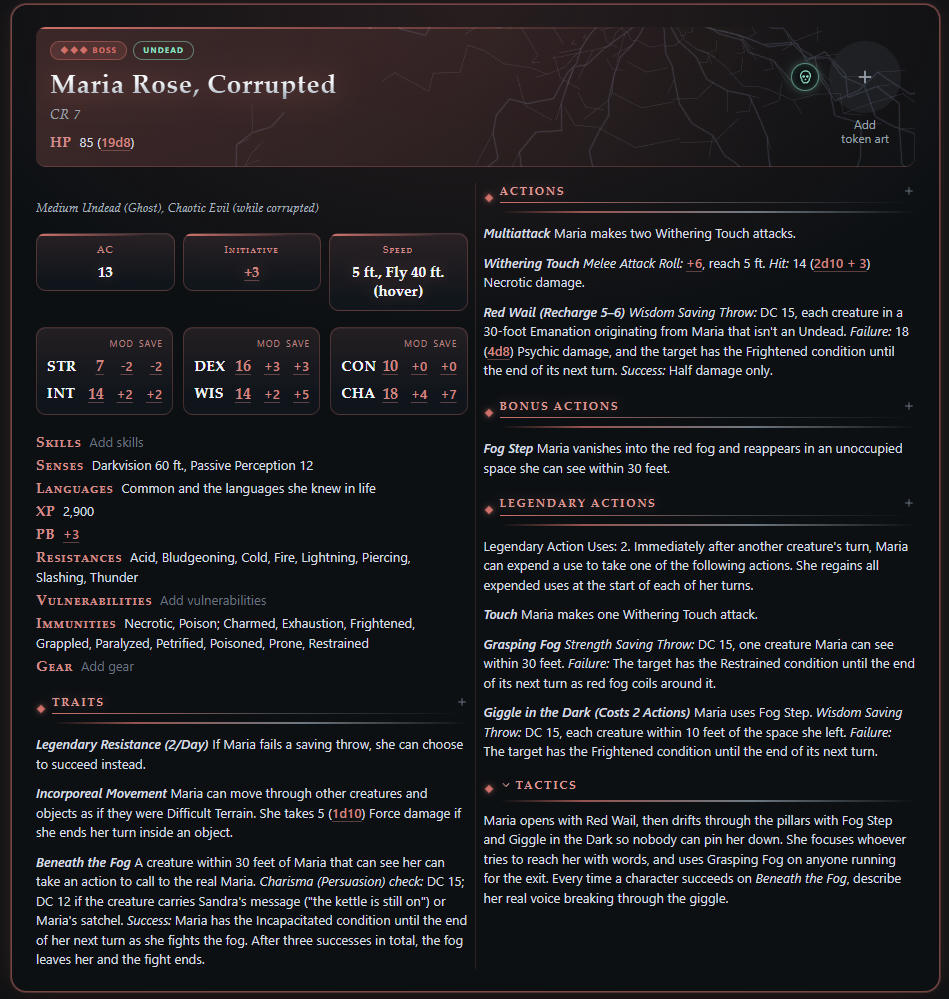 ◆◆◆ BOSS
UNDEAD
Maria Rose, Corrupted
CR 7
HP 85 (19d8)
Add
token art
Medium Undead (Ghost), Chaotic Evil (while corrupted)
AC
13
Initiative
+3
Speed
5 ft., Fly 40 ft.
(hover)
MOD SAVE
STR 7 -2 -2
INT 14 +2 +2
MOD SAVE
DEX 16 +3 +3
WIS 14 +2 +5
MOD SAVE
CON 10 +0 +0
CHA 18 +4 +7
Skills Add skills
Senses Darkvision 60 ft., Passive Perception 12
Languages Common and the languages she knew in life
XP 2,900
PB +3
Resistances Acid, Bludgeoning, Cold, Fire, Lightning, Piercing,
Slashing, Thunder
Vulnerabilities Add vulnerabilities
Immunities Necrotic, Poison; Charmed, Exhaustion, Frightened,
Grappled, Paralyzed, Petrified, Poisoned, Prone, Restrained
Gear Add gear
TRAITS
Legendary Resistance (2/Day) If Maria fails a saving throw, she can choose
to succeed instead.
Incorporeal Movement Maria can move through other creatures and
objects as if they were Difficult Terrain. She takes 5 (1d10) Force damage if
she ends her turn inside an object.
Beneath the Fog A creature within 30 feet of Maria that can see her can
take an action to call to the real Maria. Charisma (Persuasion) check: DC 15;
DC 12 if the creature carries Sandra's message ("the kettle is still on") or
Maria's satchel. Success: Maria has the Incapacitated condition until the end
of her next turn as she fights the fog. After three successes in total, the fog
leaves her and the fight ends.
ACTIONS
Multiattack Maria makes two Withering Touch attacks.
Withering Touch Melee Attack Roll: +6, reach 5 ft. Hit: 14 (2d10 + 3)
Necrotic damage.
Red Wail (Recharge 5–6) Wisdom Saving Throw: DC 15, each creature in a
30-foot Emanation originating from Maria that isn't an Undead. Failure: 18
(4d8) Psychic damage, and the target has the Frightened condition until
the end of its next turn. Success: Half damage only.
BONUS ACTIONS
Fog Step Maria vanishes into the red fog and reappears in an unoccupied
space she can see within 30 feet.
LEGENDARY ACTIONS
Legendary Action Uses: 2. Immediately after another creature's turn, Maria
can expend a use to take one of the following actions. She regains all
expended uses at the start of each of her turns.
Touch Maria makes one Withering Touch attack.
Grasping Fog Strength Saving Throw: DC 15, one creature Maria can see
within 30 feet. Failure: The target has the Restrained condition until the end
of its next turn as red fog coils around it.
Giggle in the Dark (Costs 2 Actions) Maria uses Fog Step. Wisdom Saving
Throw: DC 15, each creature within 10 feet of the space she left. Failure:
The target has the Frightened condition until the end of its next turn.
TACTICS
Maria opens with Red Wail, then drifts through the pillars with Fog Step
and Giggle in the Dark so nobody can pin her down. She focuses whoever
tries to reach her with words, and uses Grasping Fog on anyone running
for the exit. Every time a character succeeds on Beneath the Fog, describe
her real voice breaking through the giggle.